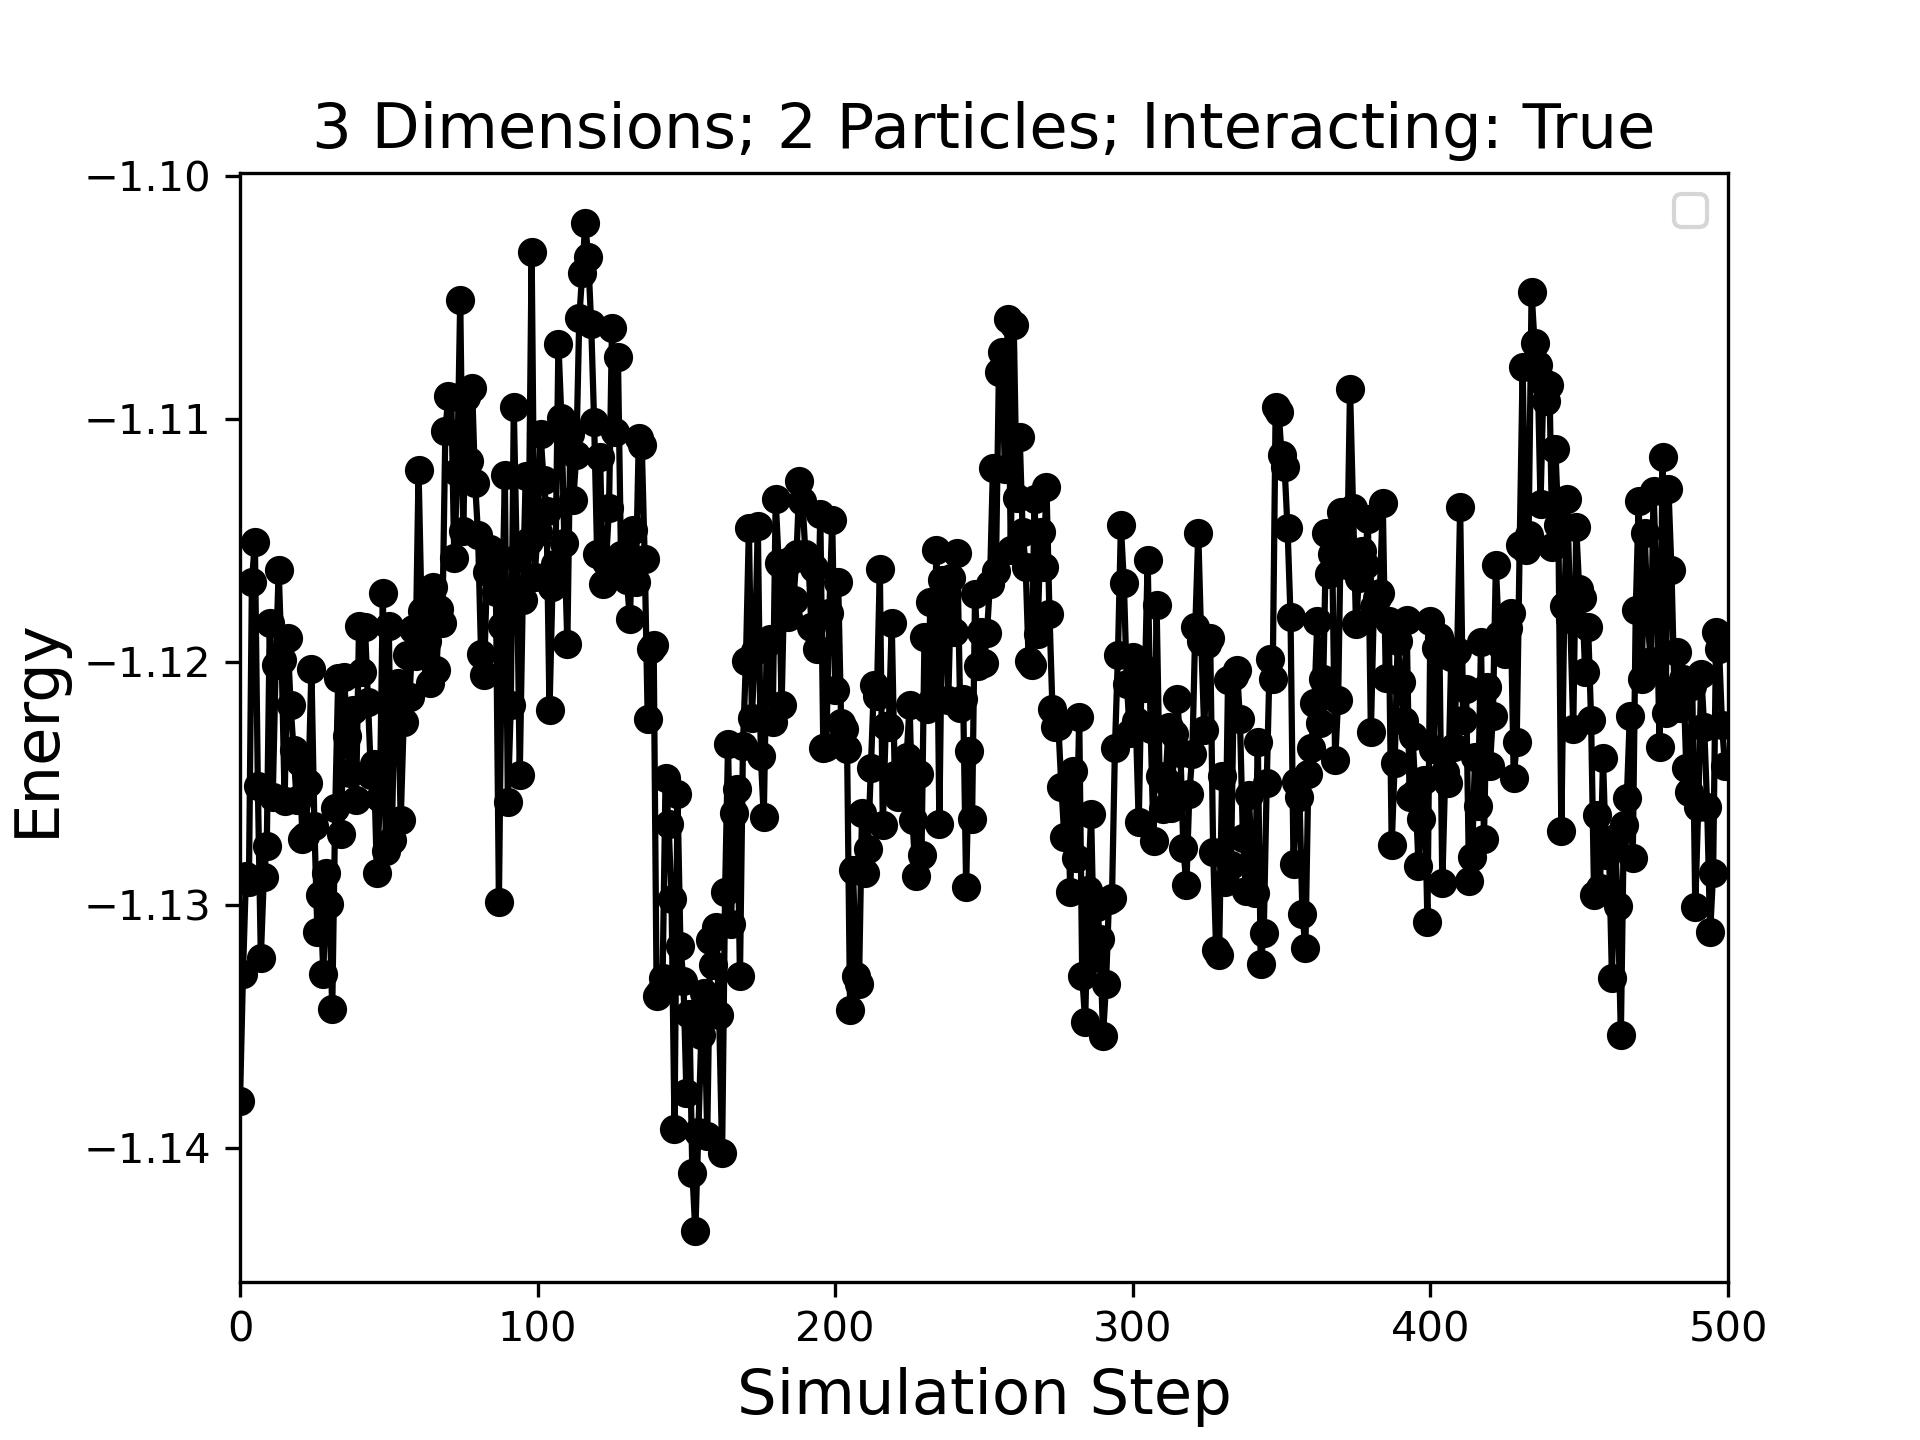 3 Dimensions; 2 Particles; Interacting: True
−1.10
−1.11
−1.12
−1.13
−1.14
Energy
0 100 200 300 400 500
Simulation Step